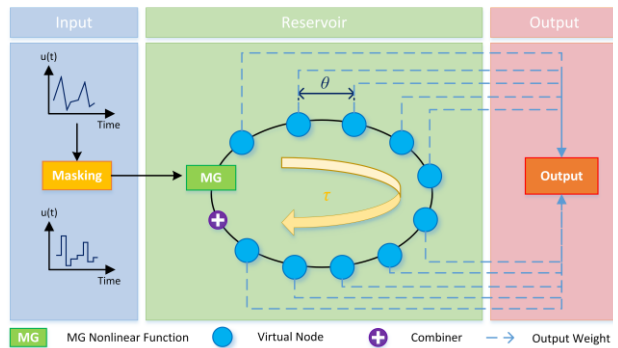 Input
Reservoir
Output
u(t)
Time
Masking
u(t)
Time
θ
MG
τ
Output
MG
MG Nonlinear Function
Virtual Node
Combiner
Output Weight